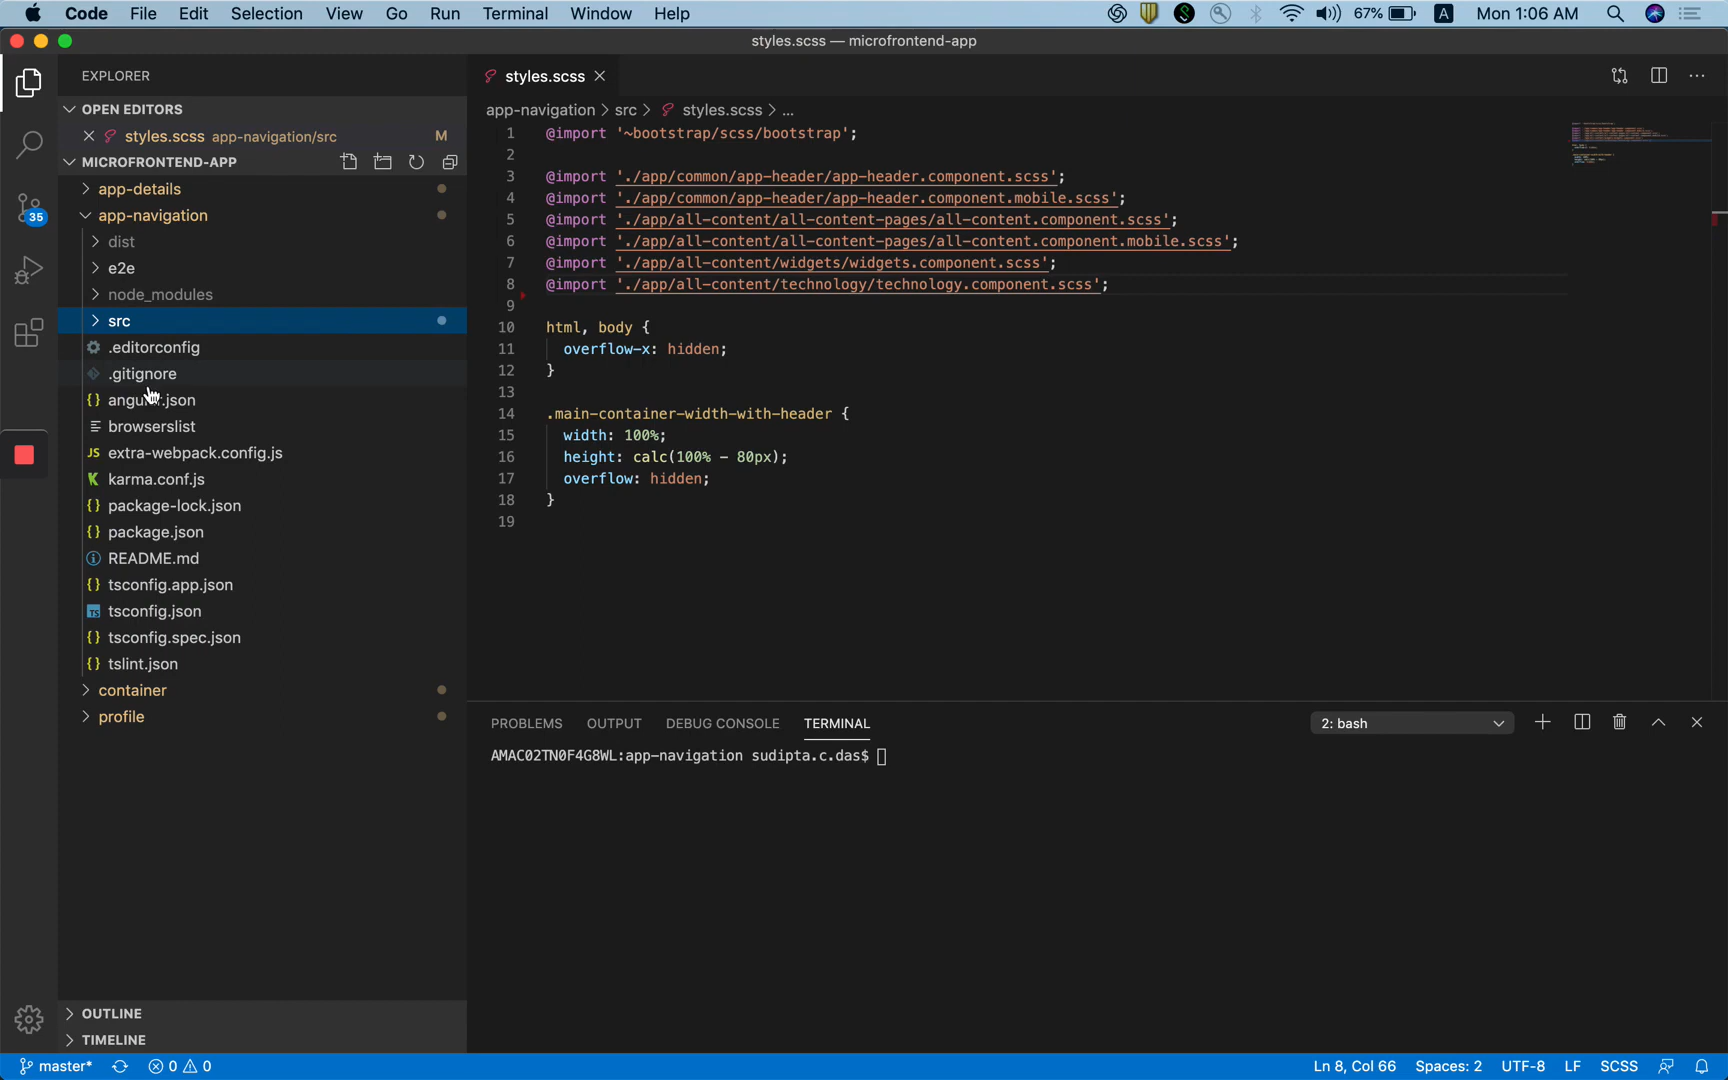 Code File Edit Selection View Go Run Terminal Window Help 67% A Mon 1:06 AM
styles.scss — microfrontend-app
EXPLORER
OPEN EDITORS
styles.scss app-navigation/src M
MICROFRONTEND-APP
app-details
app-navigation
dist
e2e
node_modules
src
.editorconfig
.gitignore
angular.json
browserslist
JS extra-webpack.config.js
karma.conf.js
package-lock.json
package.json
README.md
tsconfig.app.json
TS tsconfig.json
tsconfig.spec.json
tslint.json
container
profile
OUTLINE
TIMELINE
35
styles.scss
app-navigation > src > styles.scss > ...
1 @import '~bootstrap/scss/bootstrap';
2
3 @import './app/common/app-header/app-header.component.scss';
4 @import './app/common/app-header/app-header.component.mobile.scss';
5 @import './app/all-content/all-content-pages/all-content.component.scss';
6 @import './app/all-content/all-content-pages/all-content.component.mobile.scss';
7 @import './app/all-content/widgets/widgets.component.scss';
8 @import './app/all-content/technology/technology.component.scss';
9
10 html, body {
11 overflow-x: hidden;
12 }
13
14 .main-container-width-with-header {
15 width: 100%;
16 height: calc(100% - 80px);
17 overflow: hidden;
18 }
19
PROBLEMS OUTPUT DEBUG CONSOLE TERMINAL 2: bash
AMAC02TN0F4G8WL:app-navigation sudipta.c.das$
master* 0 0 Ln 8, Col 66 Spaces: 2 UTF-8 LF SCSS